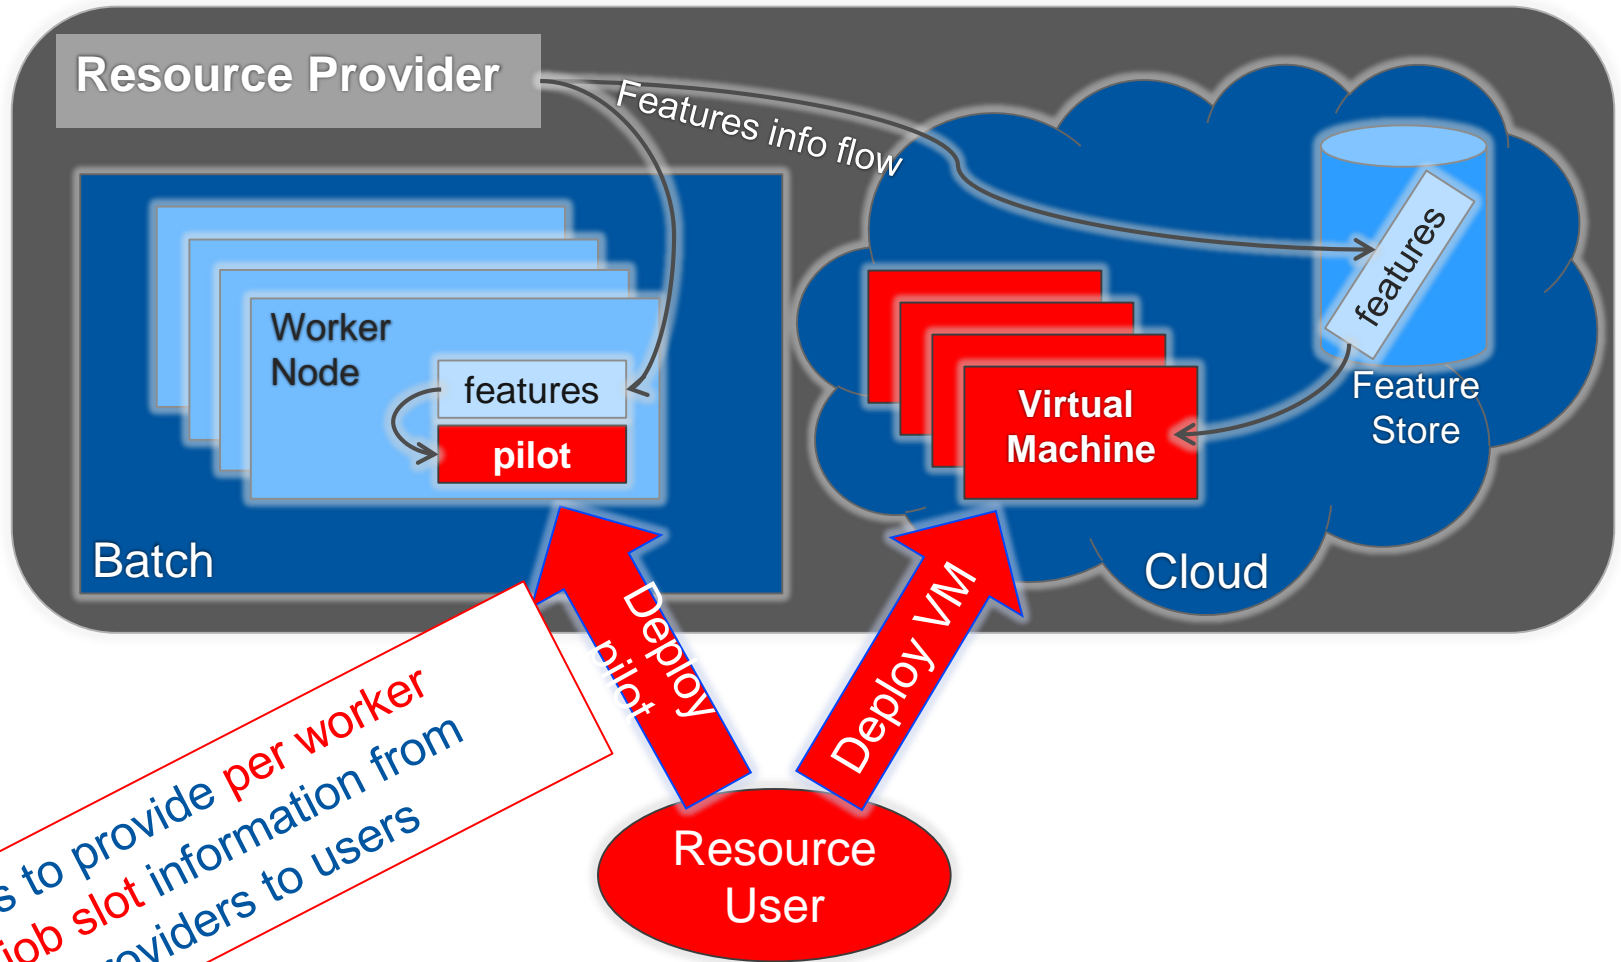 Resource Provider
Features info flow
Worker
Node
features
pilot
Batch
features
Feature
Store
Virtual
Machine
Cloud
Deploy
pilot
Deploy VM
to provide per worker
job slot information from
to users
Resource
User